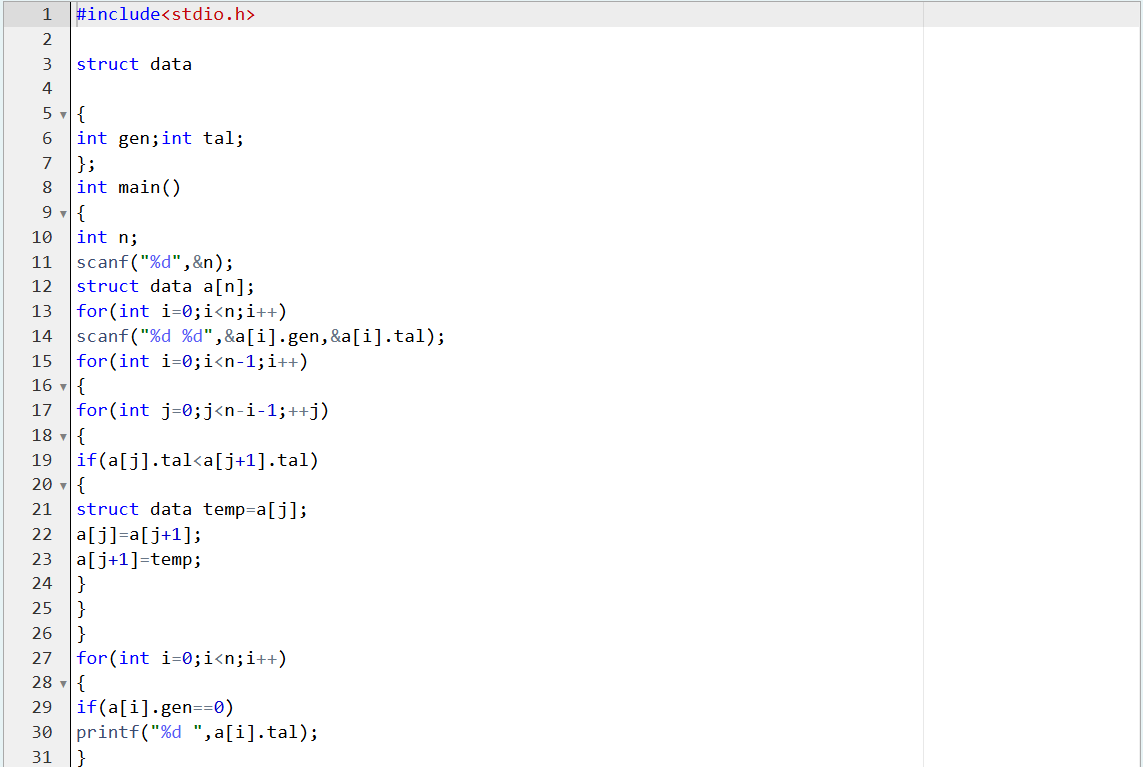 1 #include<stdio.h>
2
3 struct data
4
5 {
6 int gen;int tal;
7 };
8 int main()
9 {
10 int n;
11 scanf("%d",&n);
12 struct data a[n];
13 for(int i=0;i<n;i++)
14 scanf("%d %d",&a[i].gen,&a[i].tal);
15 for(int i=0;i<n-1;i++)
16 {
17 for(int j=0;j<n-i-1;++j)
18 {
19 if(a[j].tal<a[j+1].tal)
20 {
21 struct data temp=a[j];
22 a[j]=a[j+1];
23 a[j+1]=temp;
24 }
25 }
26 }
27 for(int i=0;i<n;i++)
28 {
29 if(a[i].gen==0)
30 printf("%d ",a[i].tal);
31 }